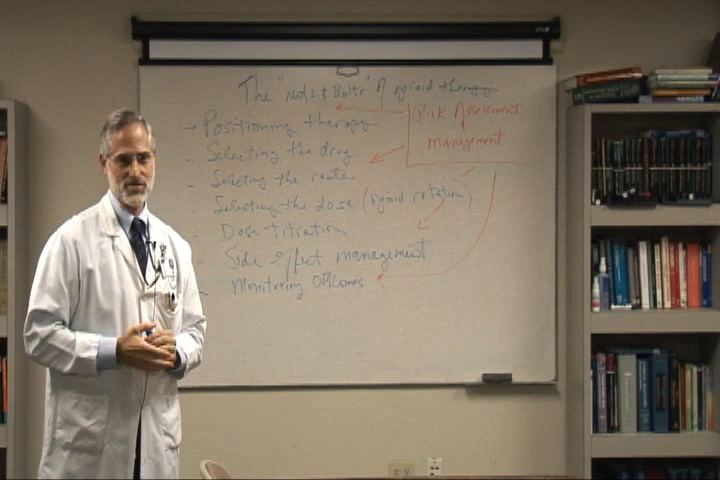 The "nuts & Bolts" of opioid therapy
- Positioning therapy
- Selecting the drug
- Selecting the route
Selecting the dose (opioid rotation)
- Dose titration
- Side effect management
- Monitoring outcomes
Risk Assessment
management